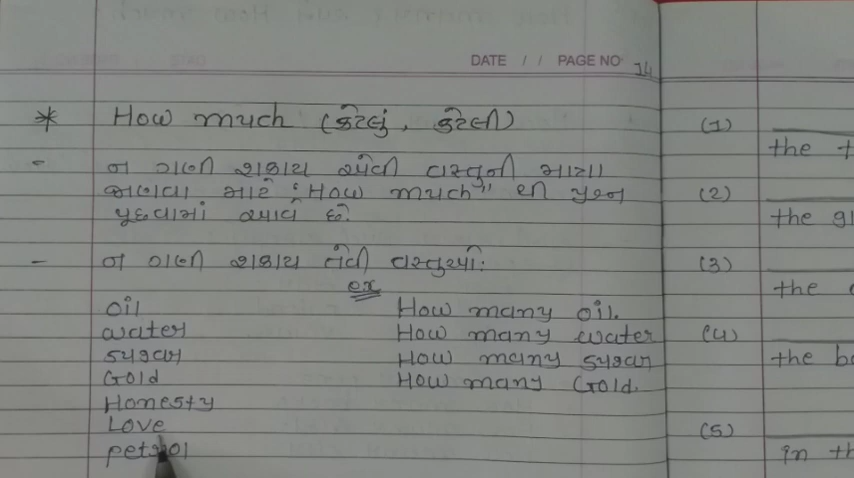 DATE / / PAGE NO 14
* How much (કેટલું, કેટલી)
- ન ગણી શકાય એવી વસ્તુની માત્રા
જાણવા માટે "How much" થી પ્રશ્ન
પુછવામાં આવે છે.
- ન ગણી શકાય તેવી વસ્તુઓ:
ex
oil How many oil.
water How many water
sugar How many sugar
Gold How many Gold.
Honesty
Love
petrol
(1)
the
(2)
the
(3)
the
(4)
the
(5)
in